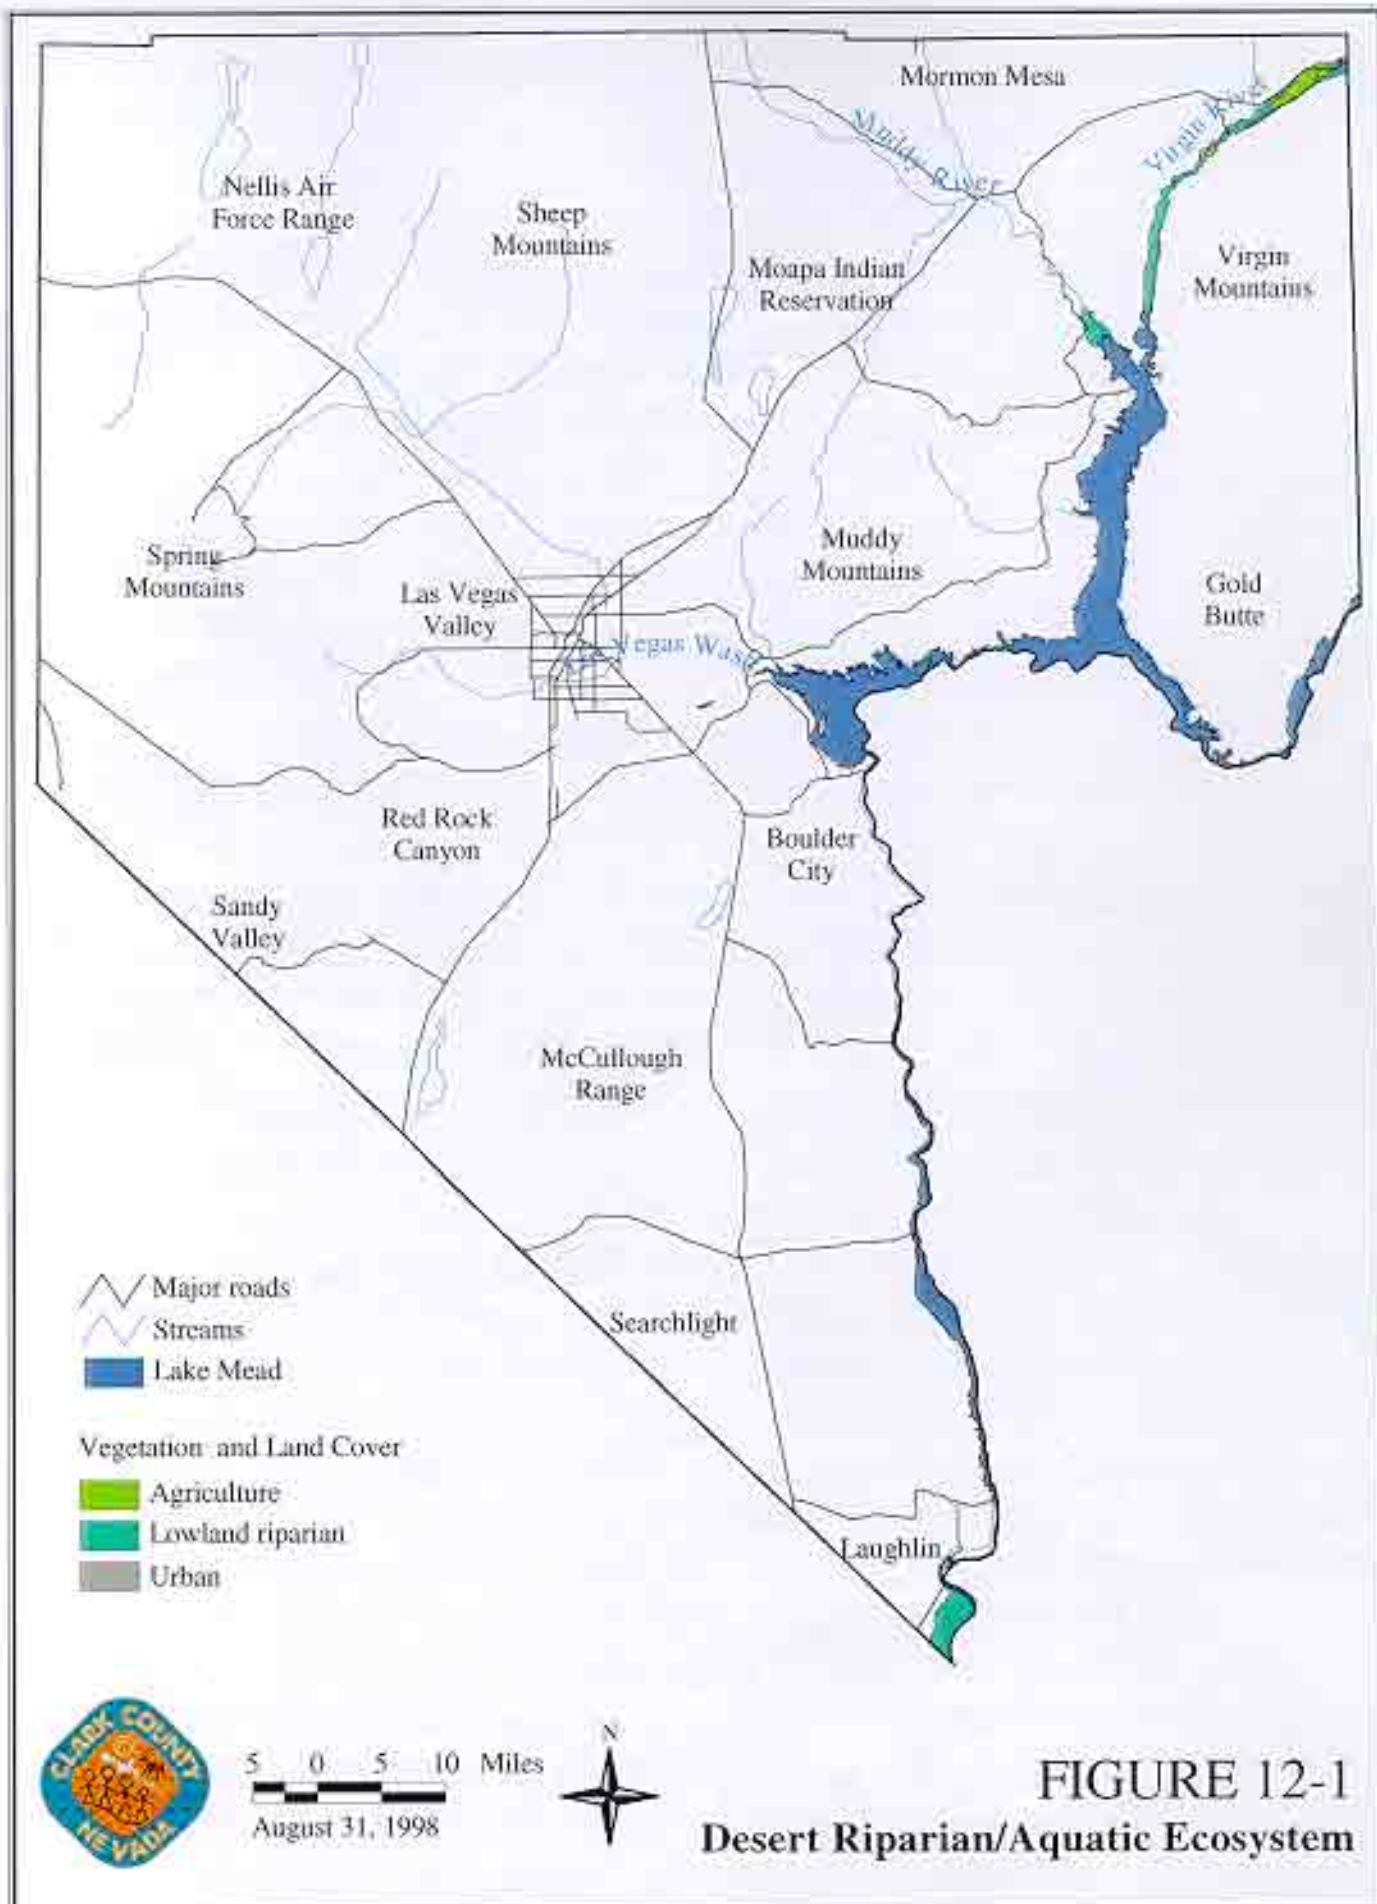 Mormon Mesa
Muddy River
Virgin River
Nellis Air
Force Range
Sheep
Mountains
Moapa Indian
Reservation
Virgin
Mountains
Spring
Mountains
Las Vegas
Valley
Muddy
Mountains
Gold
Butte
Vegas Wash
Red Rock
Canyon
Boulder
City
Sandy
Valley
McCullough
Range
Searchlight
Laughlin
Major roads
Streams
Lake Mead
Vegetation and Land Cover
Agriculture
Lowland riparian
Urban
CLARK COUNTY
NEVADA
5 0 5 10 Miles
August 31, 1998
N
FIGURE 12-1
Desert Riparian/Aquatic Ecosystem